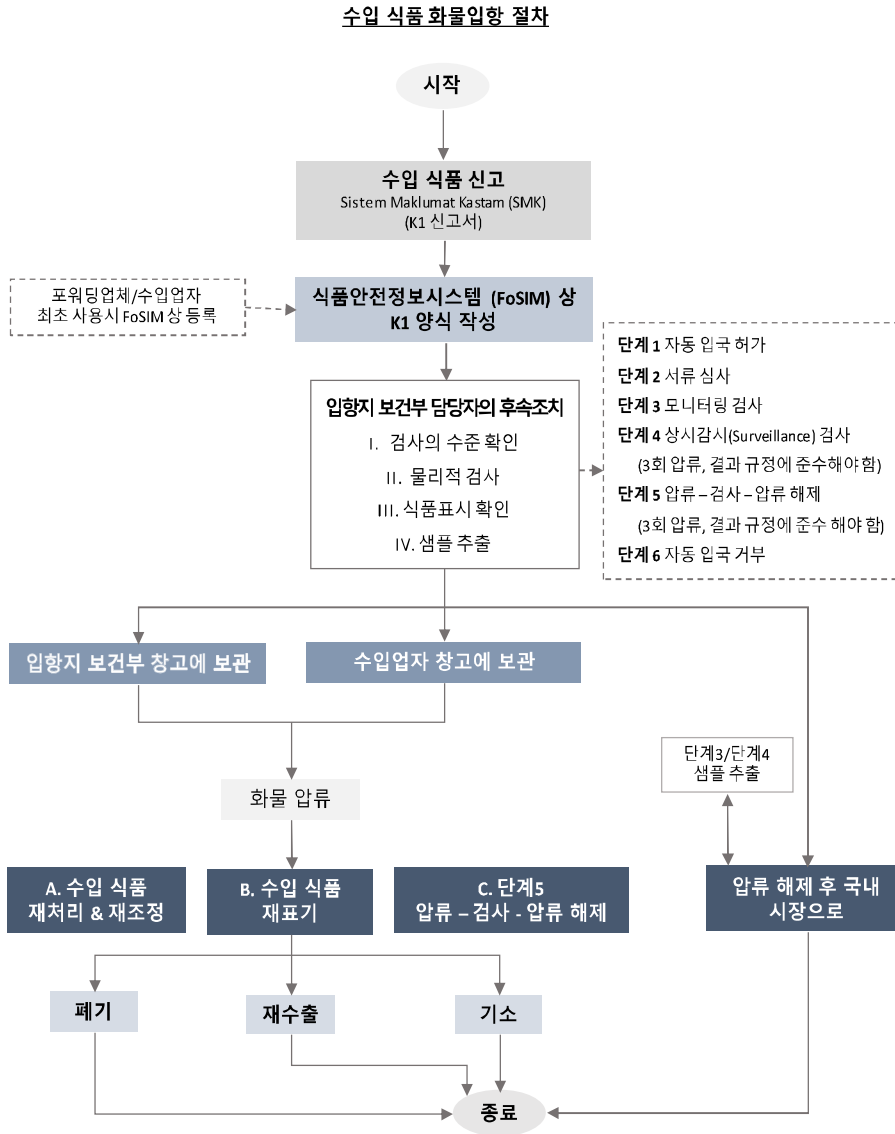 수입 식품 화물입항 절차
시작
수입 식품 신고
Sistem Maklumat Kastam (SMK)
(K1 신고서)
포워딩업체/수입업자
최초 사용시 FoSIM 상 등록
식품안전정보시스템 (FoSIM) 상
K1 양식 작성
입항지 보건부 담당자의 후속조치
I. 검사의 수준 확인
II. 물리적 검사
III. 식품표시 확인
IV. 샘플 추출
단계 1 자동 입국 허가
단계 2 서류 심사
단계 3 모니터링 검사
단계 4 상시감시(Surveillance) 검사
(3회 압류, 결과 규정에 준수해야 함)
단계 5 압류 – 검사 – 압류 해제
(3회 압류, 결과 규정에 준수 해야 함)
단계 6 자동 입국 거부
입항지 보건부 창고에 보관
수입업자 창고에 보관
단계3/단계4
샘플 추출
화물 압류
A. 수입 식품
재처리 & 재조정
B. 수입 식품
재표기
C. 단계5
압류 – 검사 - 압류 해제
압류 해제 후 국내
시장으로
폐기
재수출
기소
종료